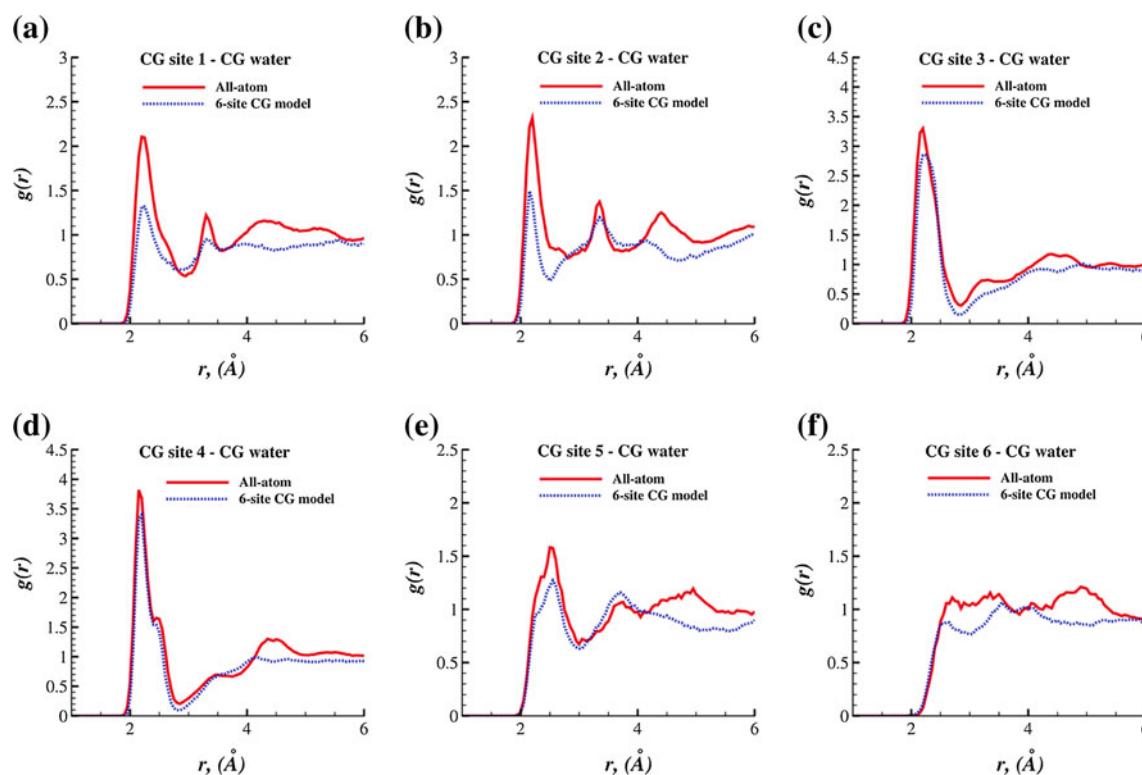 (a)
CG site 1 - CG water
All-atom
6-site CG model
g(r)
3
2.5
2
1.5
1
0.5
0
2
4
6
r, (Å)
(b)
CG site 2 - CG water
All-atom
6-site CG model
g(r)
3
2.5
2
1.5
1
0.5
0
2
4
6
r, (Å)
(c)
CG site 3 - CG water
All-atom
6-site CG model
g(r)
4.5
4
3.5
3
2.5
2
1.5
1
0.5
0
2
4
6
r, (Å)
(d)
CG site 4 - CG water
All-atom
6-site CG model
g(r)
4.5
4
3.5
3
2.5
2
1.5
1
0.5
0
2
4
6
r, (Å)
(e)
CG site 5 - CG water
All-atom
6-site CG model
g(r)
2.5
2
1.5
1
0.5
0
2
4
6
r, (Å)
(f)
CG site 6 - CG water
All-atom
6-site CG model
g(r)
2.5
2
1.5
1
0.5
0
2
4
6
r, (Å)